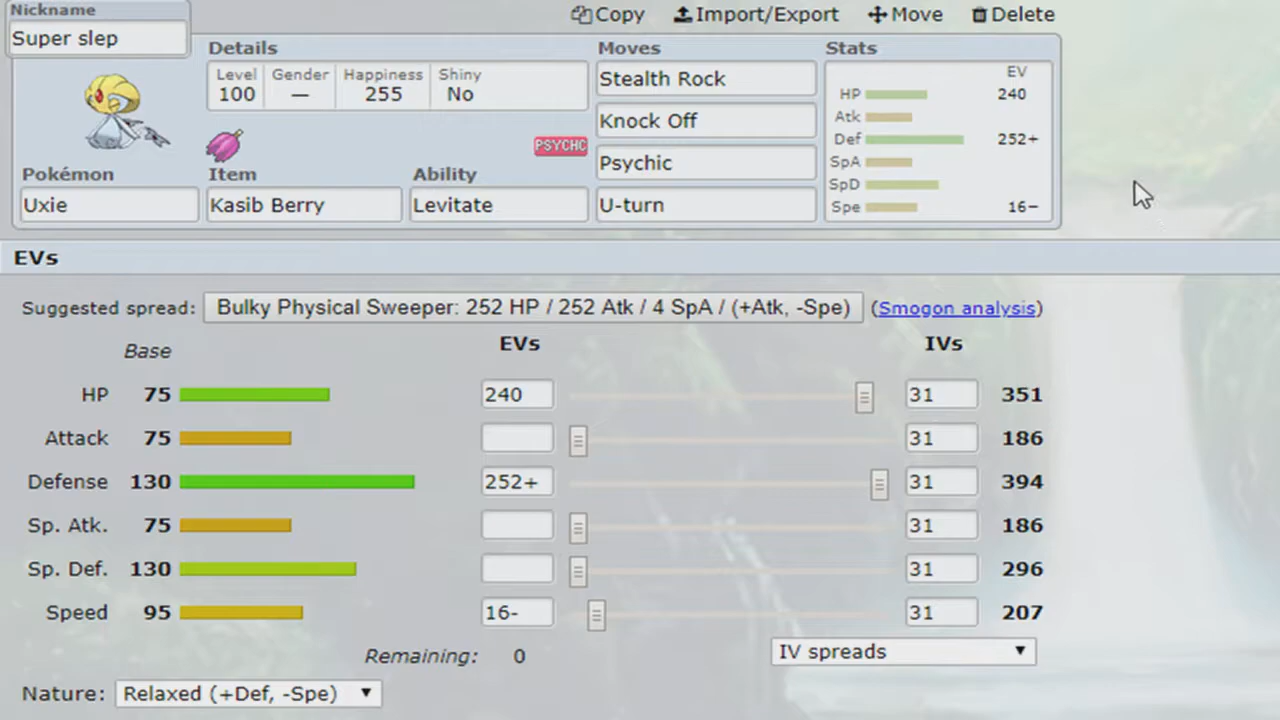 Nickname
Super slep
Copy Import/Export Move Delete
Details
Level Gender Happiness Shiny
100 — 255 No
PSYCHC
Pokémon Item Ability
Uxie Kasib Berry Levitate
Moves
Stealth Rock
Knock Off
Psychic
U-turn
Stats
EV
HP 240
Atk
Def 252+
SpA
SpD
Spe 16−
EVs
Suggested spread: Bulky Physical Sweeper: 252 HP / 252 Atk / 4 SpA / (+Atk, -Spe) (Smogon analysis)
Base EVs IVs
HP 75 240 31 351
Attack 75 31 186
Defense 130 252+ 31 394
Sp. Atk. 75 31 186
Sp. Def. 130 31 296
Speed 95 16- 31 207
Remaining: 0
IV spreads
Nature: Relaxed (+Def, -Spe)